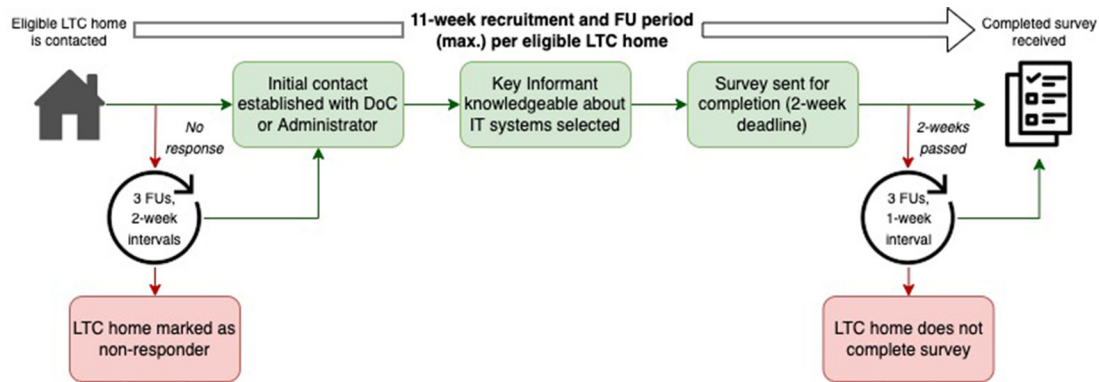 Eligible LTC home
is contacted
11-week recruitment and FU period
(max.) per eligible LTC home
Completed survey
received
Initial contact
established with DoC
or Administrator
Key Informant
knowledgeable about
IT systems selected
Survey sent for
completion (2-week
deadline)
No
response
2-weeks
passed
3 FUs,
2-week
intervals
3 FUs,
1-week
interval
LTC home marked as
non-responder
LTC home does not
complete survey